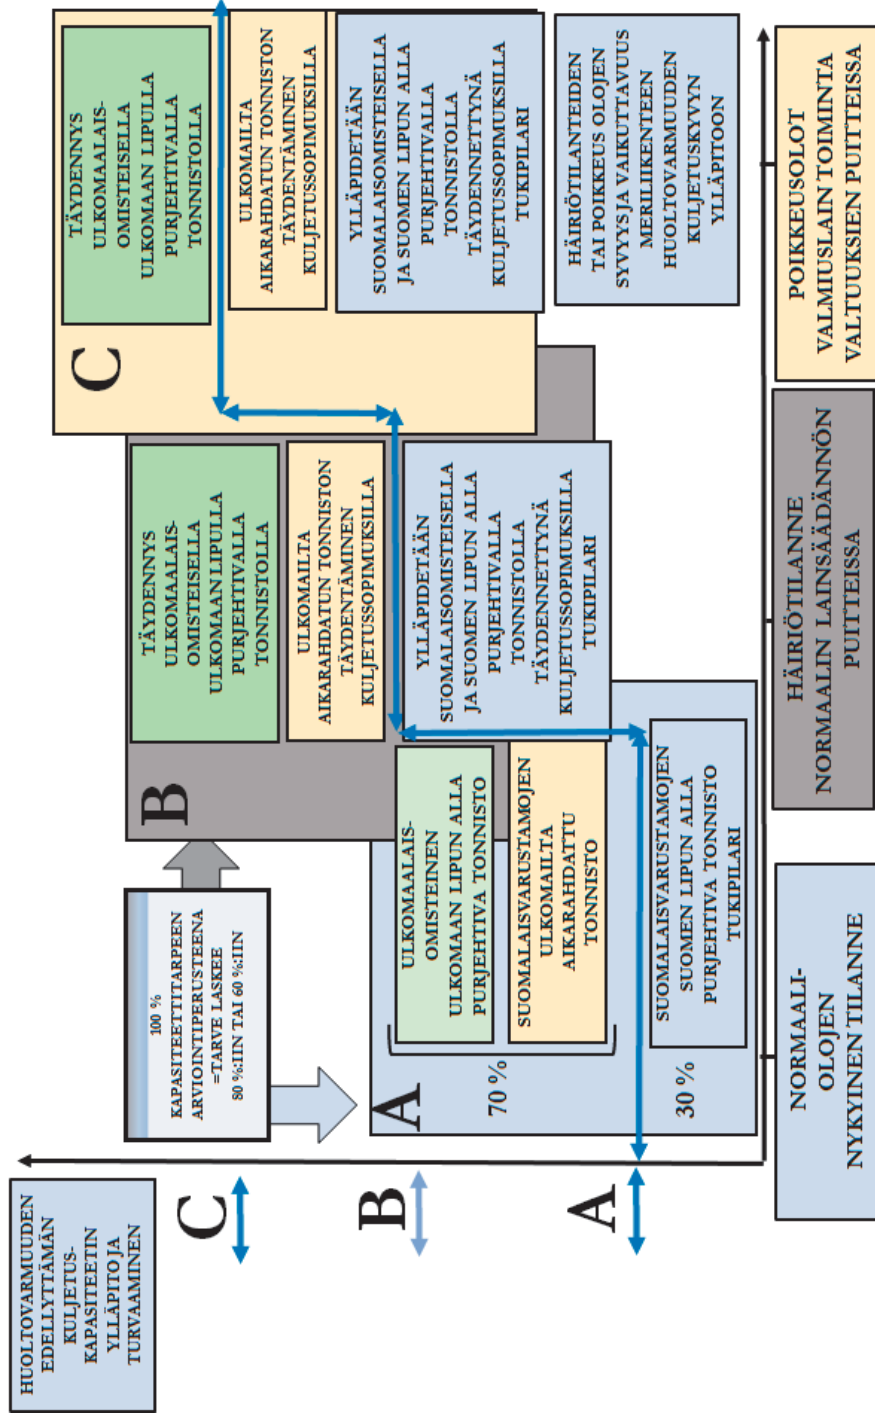 HUOLTOVARMUUDEN
EDELLYTTÄMÄN
KULJETUS-
KAPASITEETIN
YLLÄPITO JA
TURVAAMINEN
C
B
A
100 %
KAPASITEETTITARPEEN
ARVIOINTIPERUSTEENA
=TARVE LASKEE
80 %:IIN TAI 60 %:IIN
A
70 %
30 %
ULKOMAALAIS-
OMISTEINEN
ULKOMAAN LIPUN ALLA
PURJEHTIVA TONNISTO
SUOMALAISVARUSTAMOJEN
ULKOMAILTA
AIKARAHDATTU
TONNISTO
SUOMALAISVARUSTAMOJEN
SUOMEN LIPUN ALLA
PURJEHTIVA TONNISTO
TUKIPILARI
B
TÄYDENNYS
ULKOMAALAIS-
OMISTEISELLA
ULKOMAAN LIPULLA
PURJEHTIVALLA
TONNISTOLLA
ULKOMAILTA
AIKARAHDATUN TONNISTON
TÄYDENTÄMINEN
KULJETUSSOPIMUKSILLA
YLLÄPIDETÄÄN
SUOMALAISOMISTEISELLA
JA SUOMEN LIPUN ALLA
PURJEHTIVALLA
TONNISTOLLA
TÄYDENNETTYNÄ
KULJETUSSOPIMUKSILLA
TUKIPILARI
C
TÄYDENNYS
ULKOMAALAIS-
OMISTEISELLA
ULKOMAAN LIPULLA
PURJEHTIVALLA
TONNISTOLLA
ULKOMAILTA
AIKARAHDATUN TONNISTON
TÄYDENTÄMINEN
KULJETUSSOPIMUKSILLA
YLLÄPIDETÄÄN
SUOMALAISOMISTEISELLA
JA SUOMEN LIPUN ALLA
PURJEHTIVALLA
TONNISTOLLA
TÄYDENNETTYNÄ
KULJETUSSOPIMUKSILLA
TUKIPILARI
HÄIRIÖTILANTEIDEN
TAI POIKKEUS OLOJEN
SYVYYS JA VAIKUTTAVUUS
MERILIIKENTEEN
HUOLTOVARMUUDEN
KULJETUSKYVYN
YLLÄPITOON
NORMAALI-
OLOJEN
NYKYINEN TILANNE
HÄIRIÖTILANNE
NORMAALIN LAINSÄÄDÄNNÖN
PUITTEISSA
POIKKEUSOLOT
VALMIUSLAIN TOIMINTA
VALTUUKSIEN PUITTEISSA